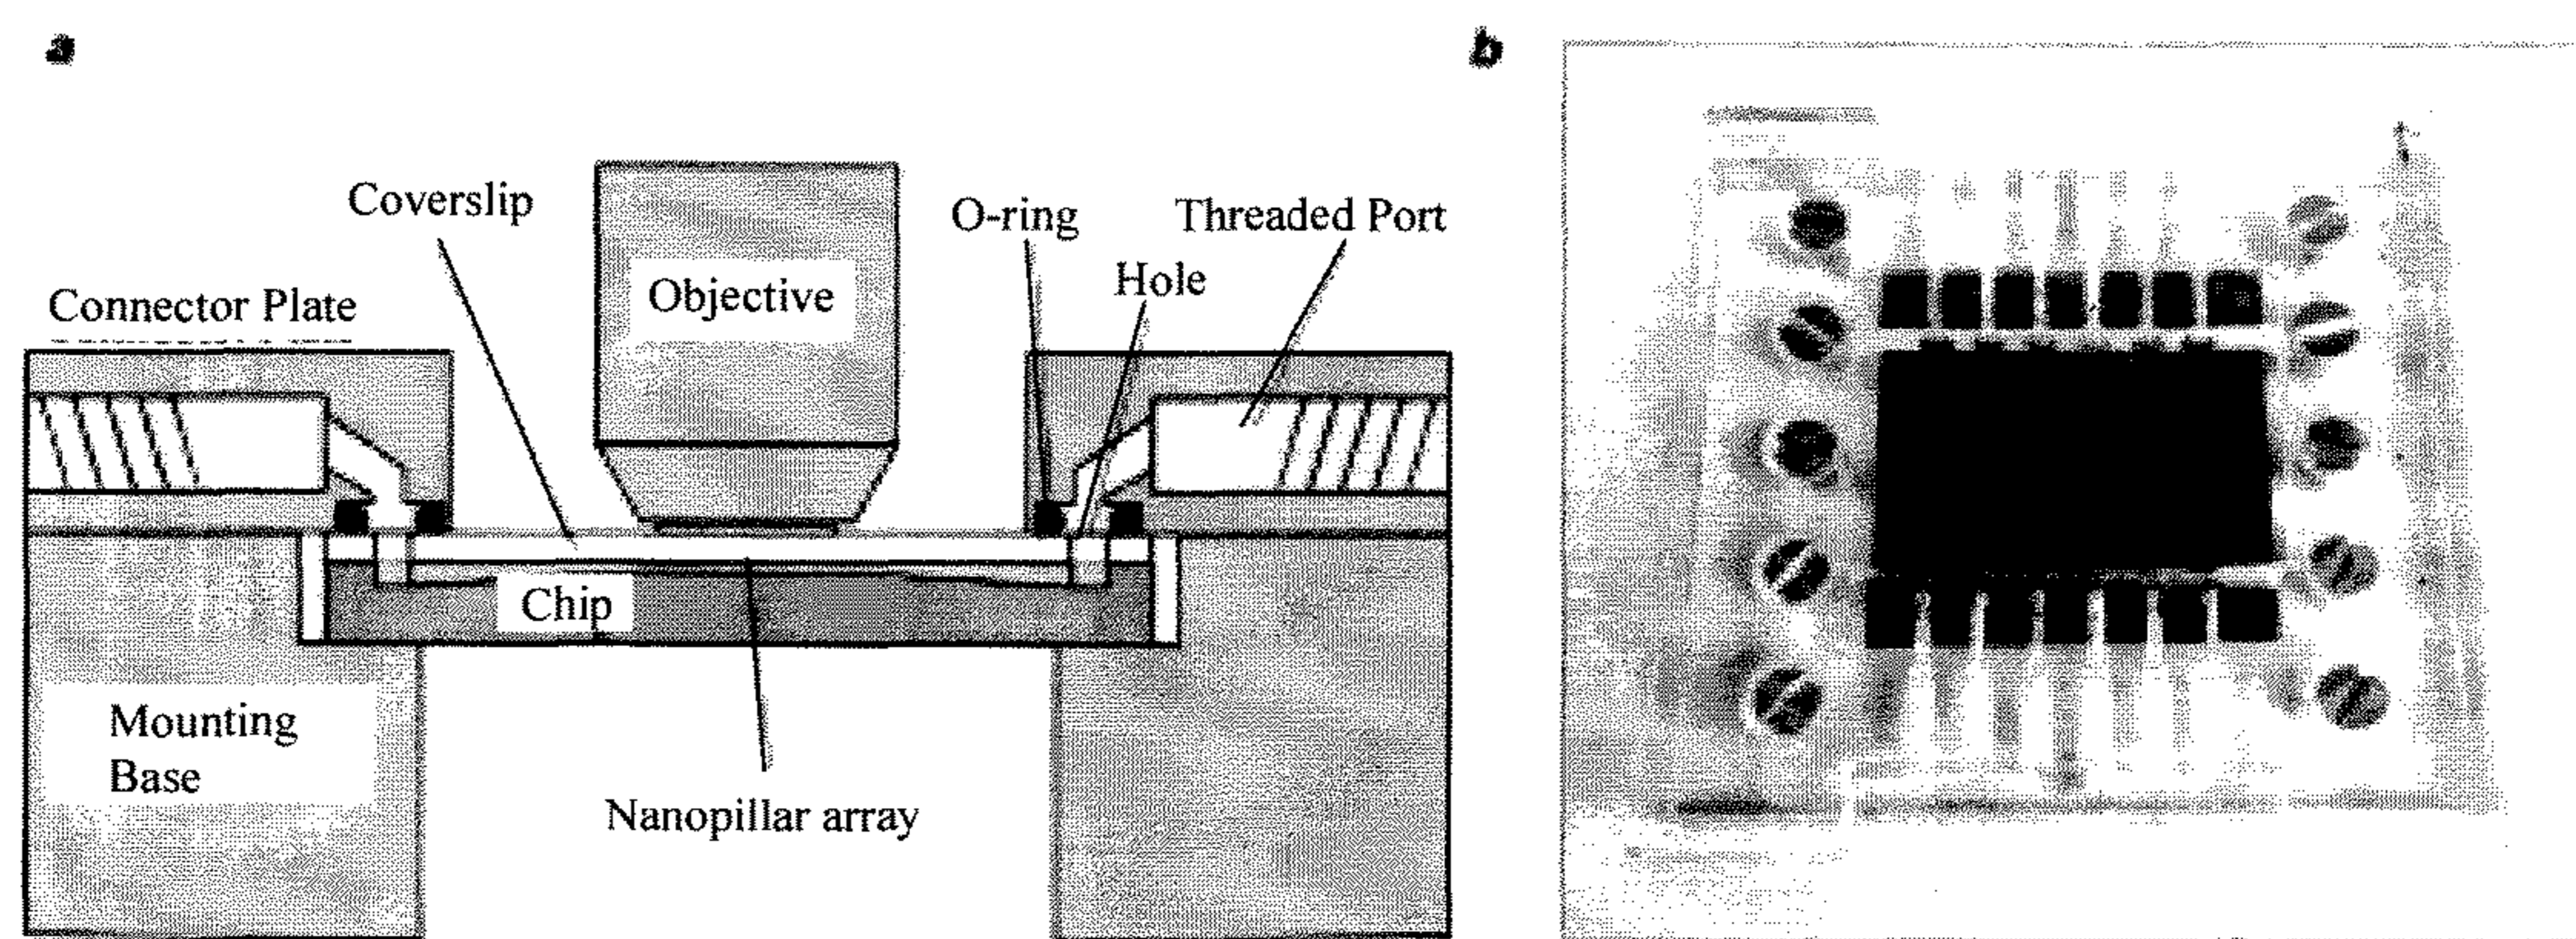 a
b
Coverslip
O-ring
Threaded Port
Hole
Objective
Connector Plate
Chip
Mounting
Base
Nanopillar array